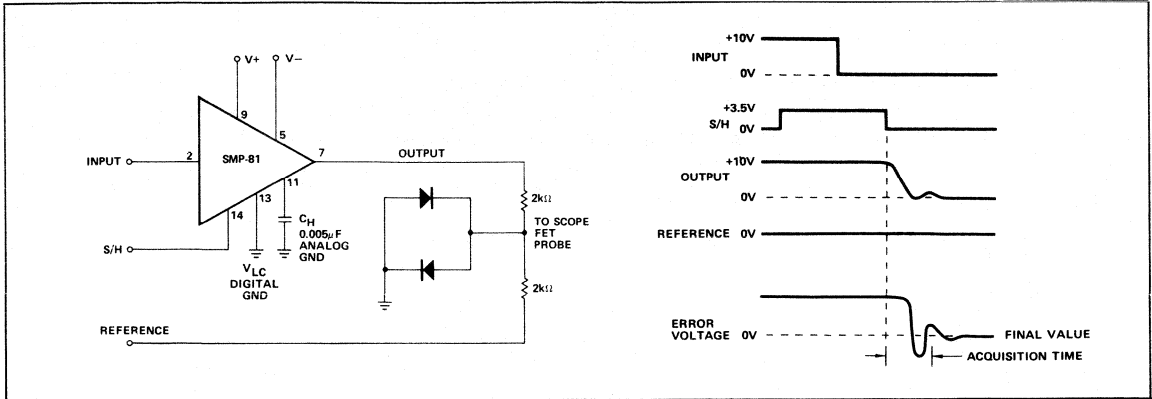 V+
V−
9
5
INPUT
2
SMP-81
7
OUTPUT
11
13
14
2kΩ
C_H
0.005μF
ANALOG
GND
TO SCOPE
FET
PROBE
S/H
V_LC
DIGITAL
GND
2kΩ
REFERENCE
+10V
INPUT
0V
+3.5V
S/H 0V
+10V
OUTPUT
0V
REFERENCE 0V
ERROR
VOLTAGE 0V
FINAL VALUE
ACQUISITION TIME